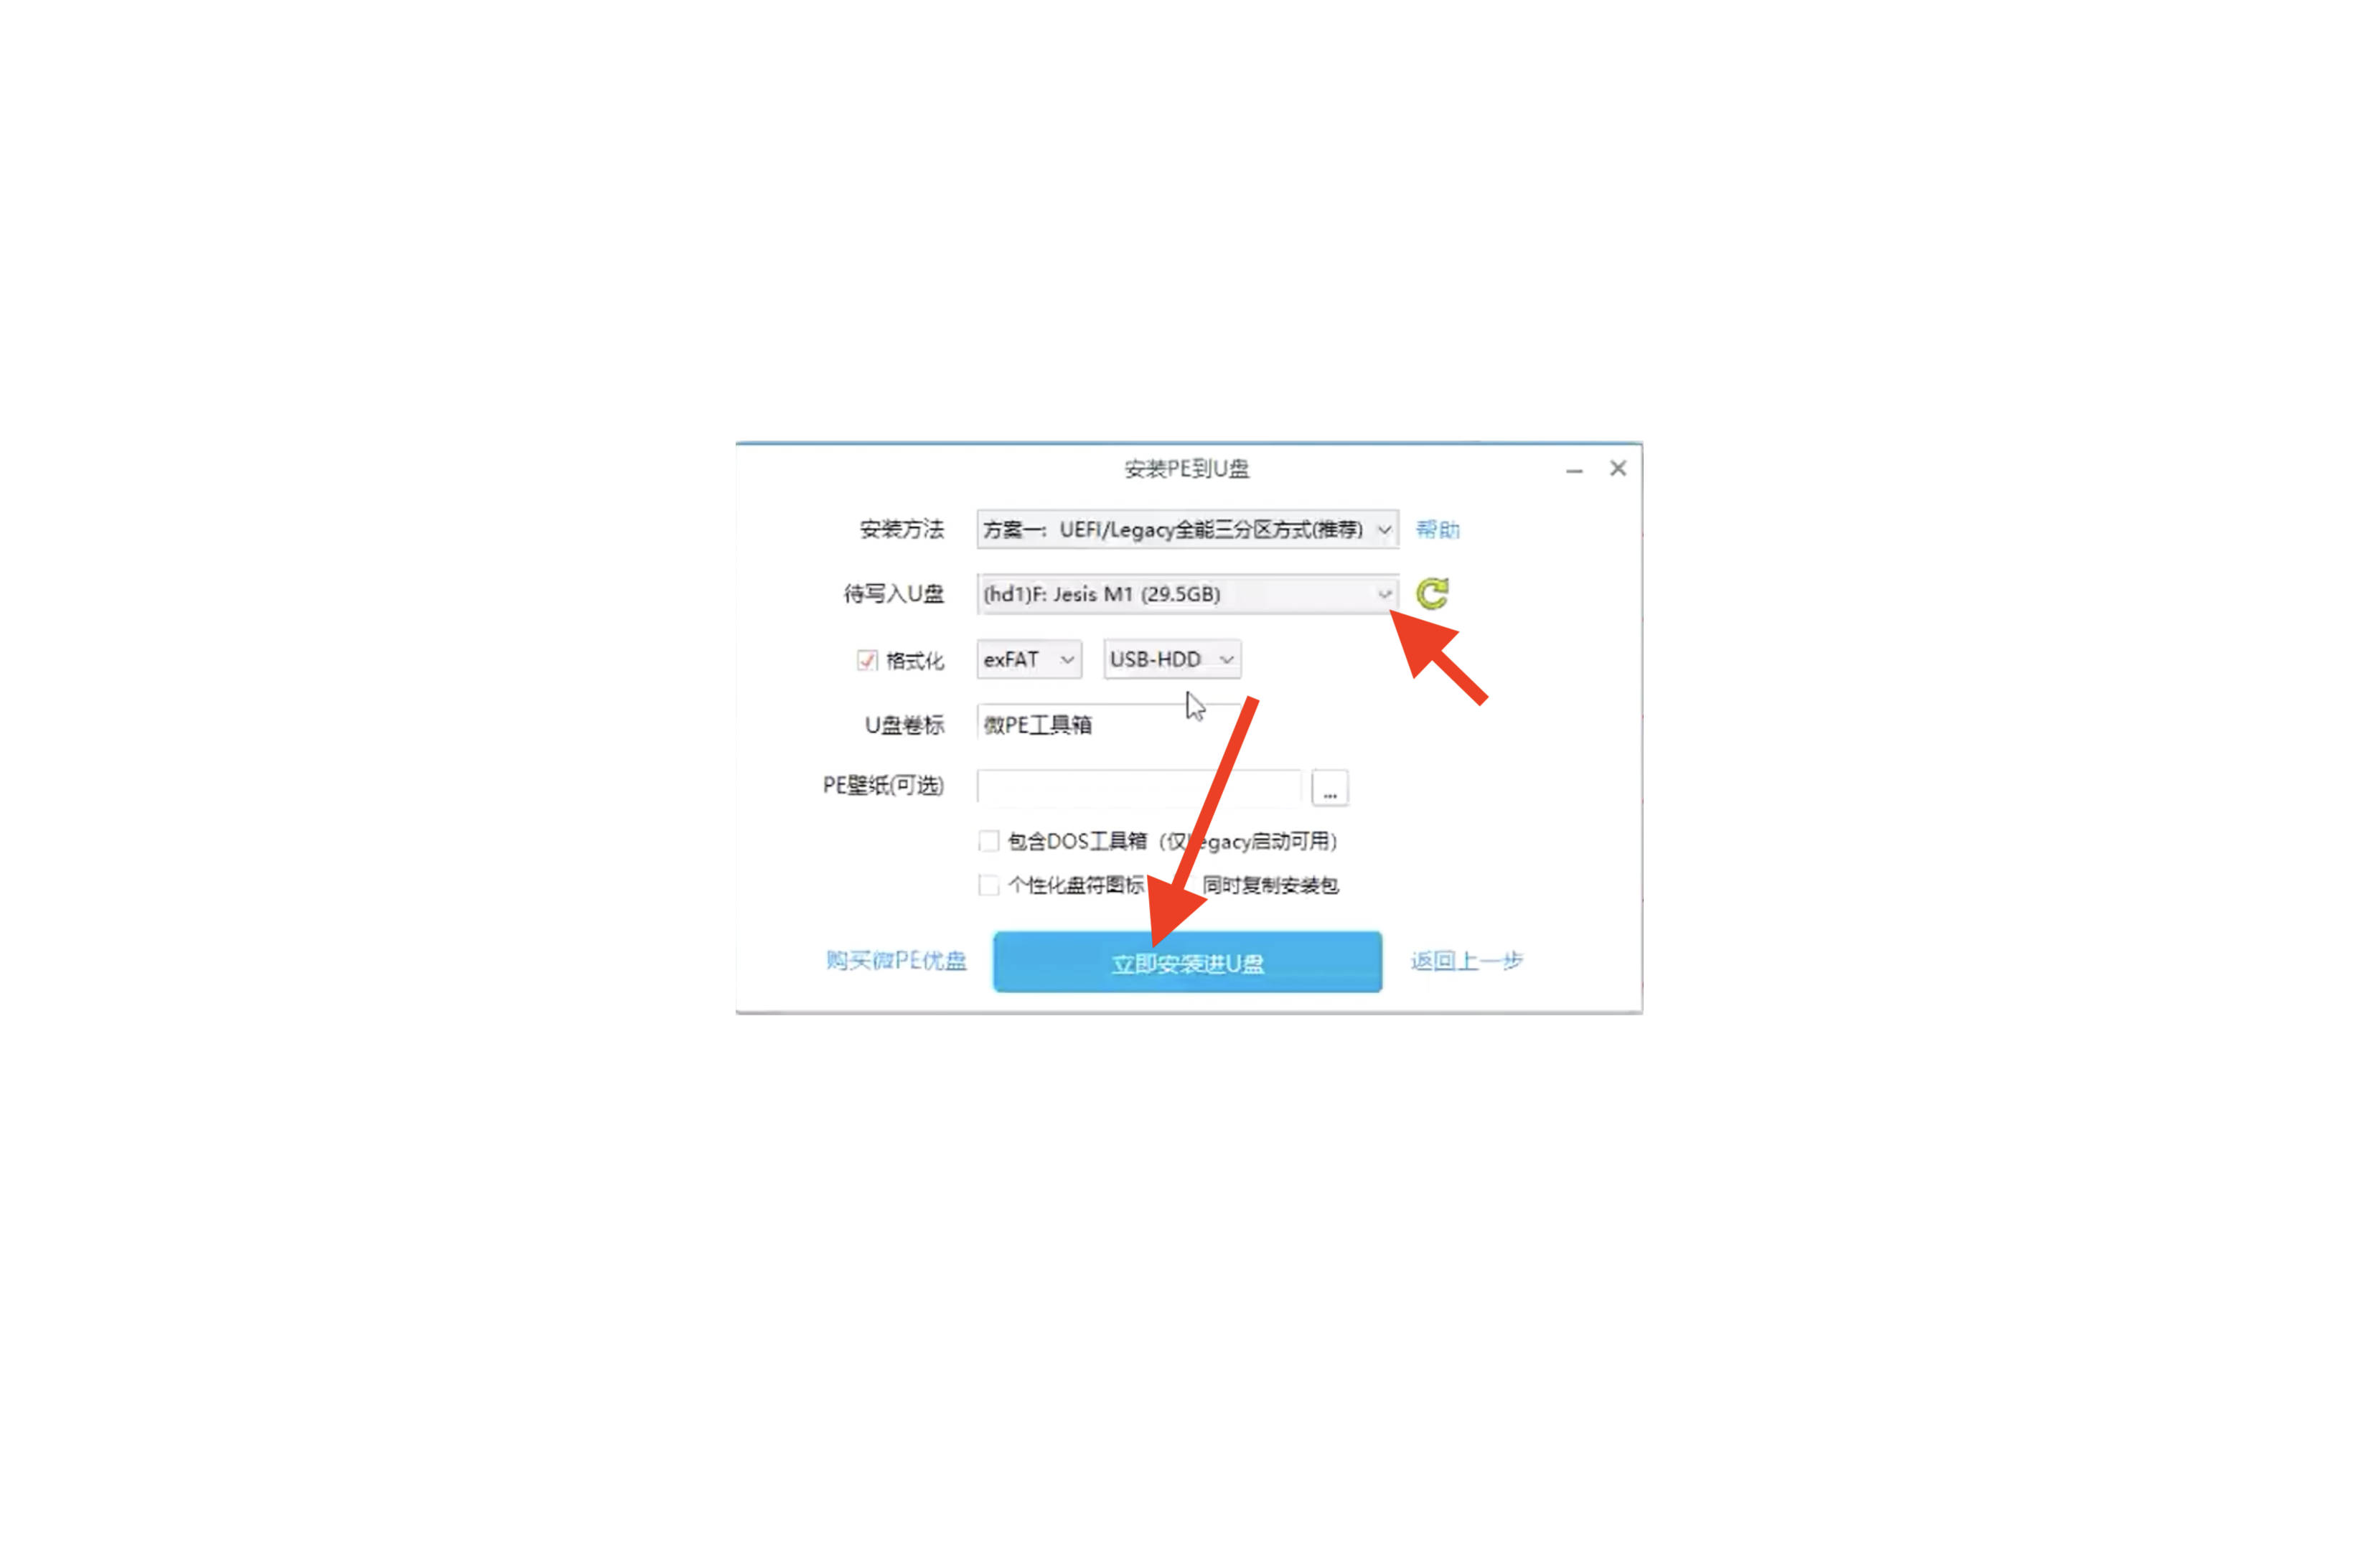 安装PE到U盘
安装方法 方案一: UEFI/Legacy全能三分区方式(推荐) 帮助
待写入U盘 (hd1)F: Jesis M1 (29.5GB)
格式化 exFAT USB-HDD
U盘卷标 微PE工具箱
PE壁纸(可选) ...
包含DOS工具箱（仅Legacy启动可用）
个性化盘符图标 同时复制安装包
购买微PE优盘 立即安装进U盘 返回上一步